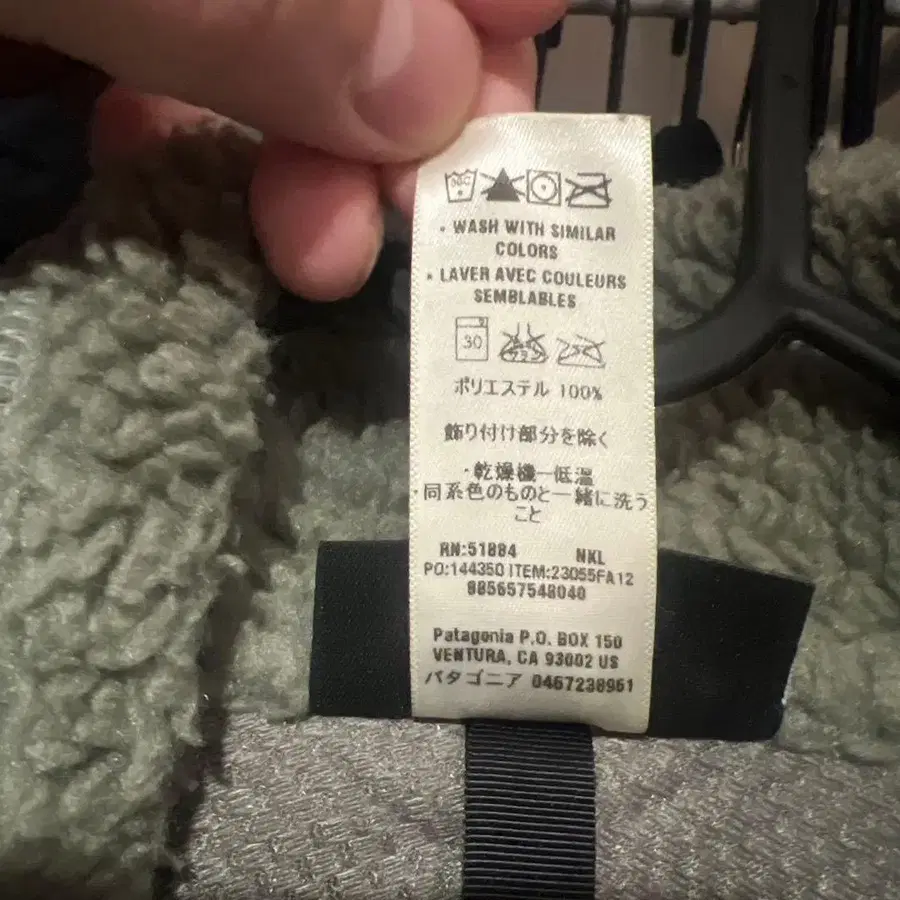 30C
• WASH WITH SIMILAR
COLORS
• LAVER AVEC COULEURS
SEMBLABLES
30
ポリエステル 100%
飾り付け部分を除く
・乾燥機一低温
・同系色のものと一緒に洗う
こと
RN:51884 NKL
PO:144350 ITEM:23055FA12
885657548040
Patagonia P.O. BOX 150
VENTURA, CA 93002 US
パタゴニア 0467238961